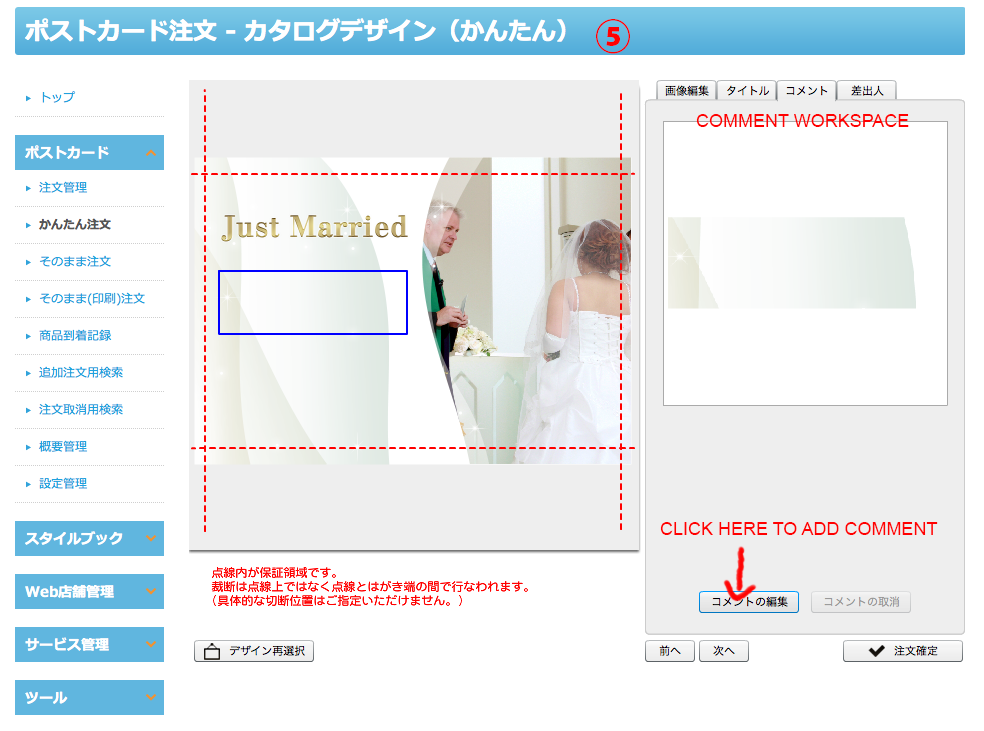 ポストカード注文 - カタログデザイン（かんたん） ⑤
トップ
ポストカード
注文管理
かんたん注文
そのまま注文
そのまま(印刷)注文
商品到着記録
追加注文用検索
注文取消用検索
概要管理
設定管理
スタイルブック
Web店舗管理
サービス管理
ツール
Just Married
点線内が保証領域です。
裁断は点線上ではなく点線とはがき端の間で行なわれます。
（具体的な切断位置はご指定いただけません。）
デザイン再選択
画像編集 タイトル コメント 差出人
COMMENT WORKSPACE
CLICK HERE TO ADD COMMENT
コメントの編集 コメントの取消
前へ 次へ 注文確定